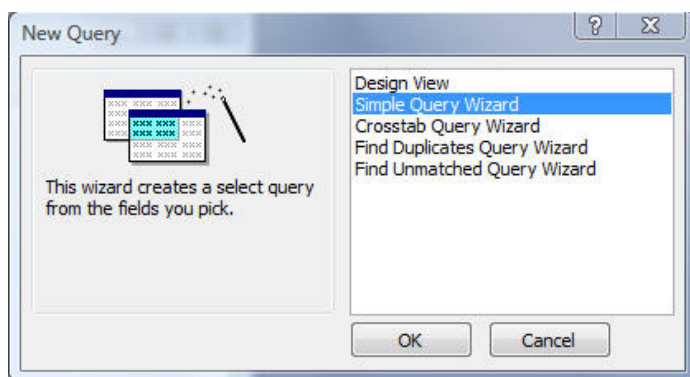 New Query
This wizard creates a select query
from the fields you pick.
Design View
Simple Query Wizard
Crosstab Query Wizard
Find Duplicates Query Wizard
Find Unmatched Query Wizard
OK
Cancel